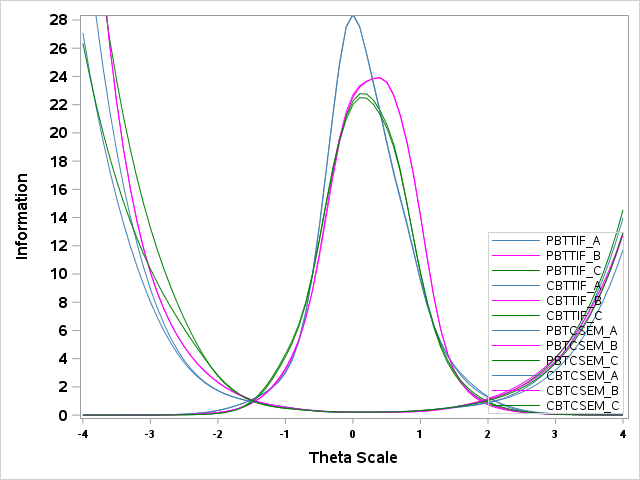 28
26
24
22
20
18
16
14
12
10
8
6
4
2
0
Information
-4 -3 -2 -1 0 1 2 3 4
Theta Scale
PBTTIF_A
PBTTIF_B
PBTTIF_C
CBTTIF_A
CBTTIF_B
CBTTIF_C
PBTCSEM_A
PBTCSEM_B
PBTCSEM_C
CBTCSEM_A
CBTCSEM_B
CBTCSEM_C